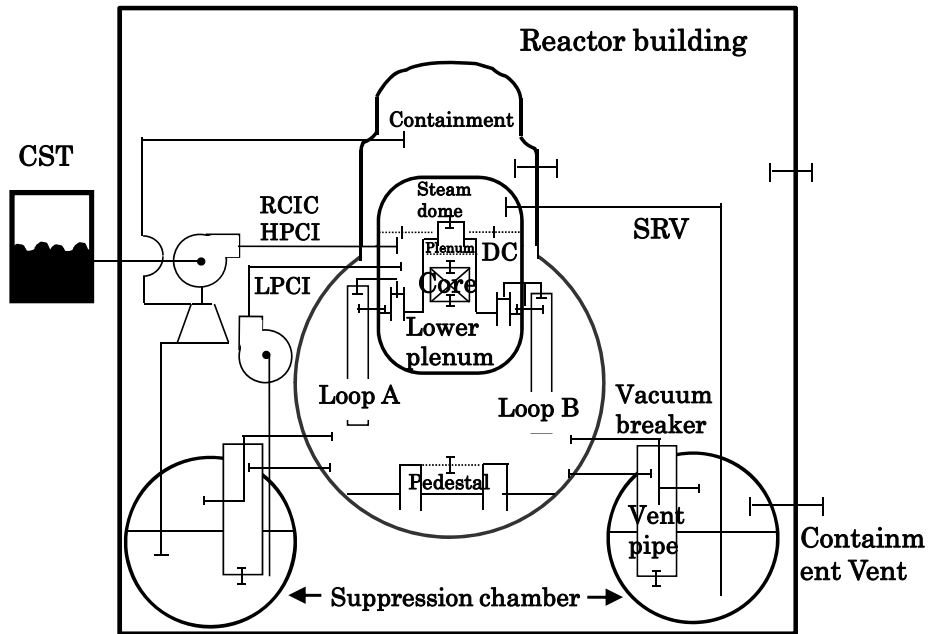 Reactor building
Containment
CST
Steam
dome
RCIC
HPCI
SRV
Plenum
DC
LPCI
Core
Lower
plenum
Loop A
Loop B
Vacuum
breaker
Pedestal
Vent
pipe
Containm
ent Vent
Suppression chamber